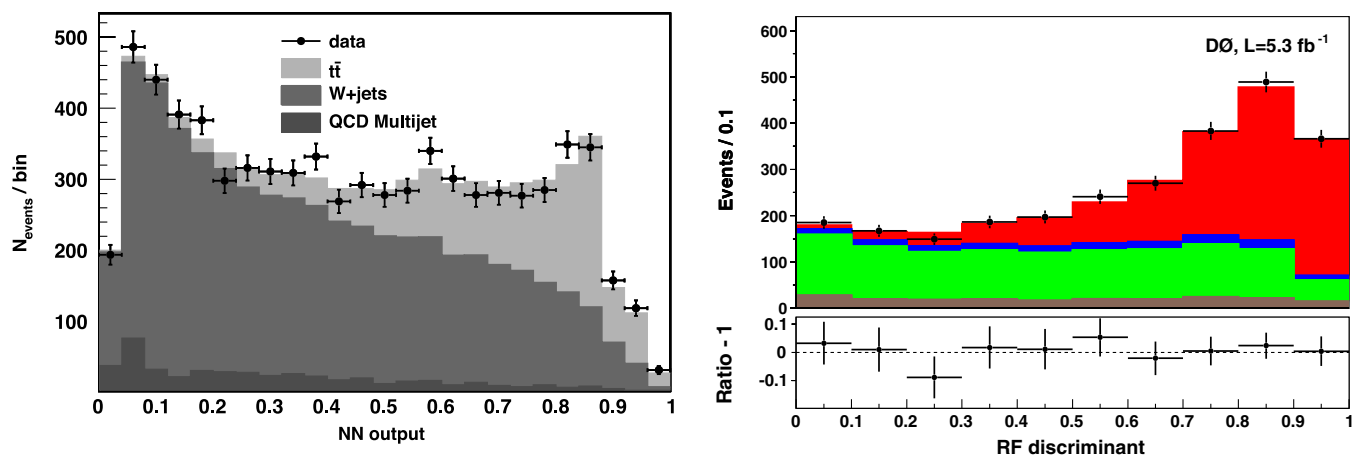 500
400
300
200
100
N_events / bin
data
tt̄
W+jets
QCD Multijet
0 0.1 0.2 0.3 0.4 0.5 0.6 0.7 0.8 0.9 1
NN output
600
500
400
300
200
100
0
Events / 0.1
DØ, L=5.3 fb⁻¹
0.1
0
-0.1
Ratio - 1
0 0.1 0.2 0.3 0.4 0.5 0.6 0.7 0.8 0.9 1
RF discriminant